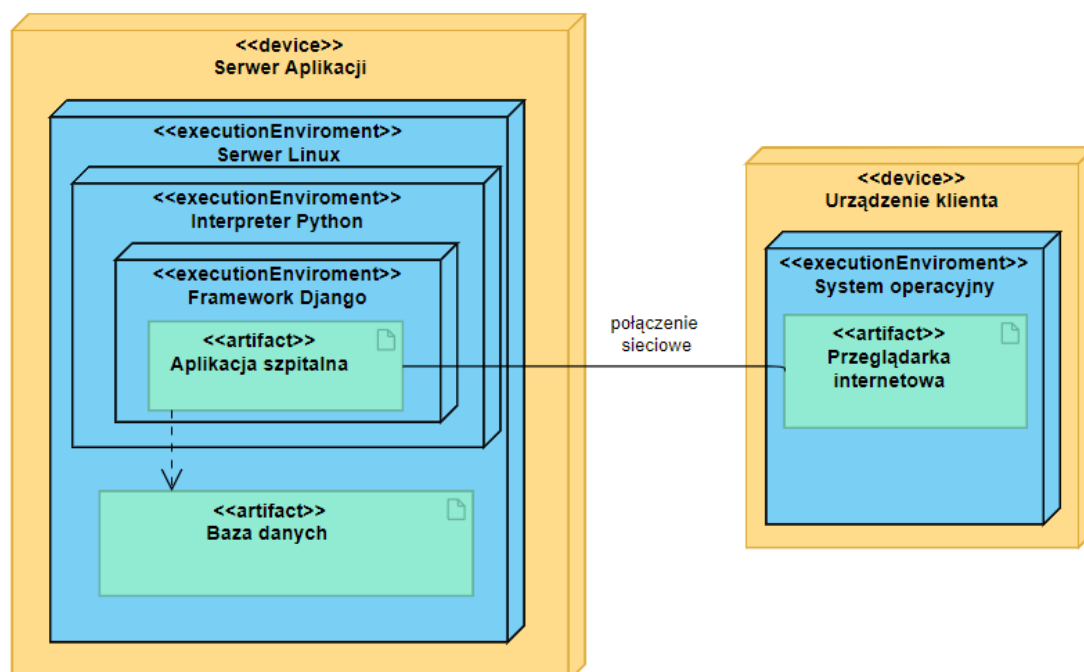 <<device>>
Serwer Aplikacji
<<executionEnviroment>>
Serwer Linux
<<executionEnviroment>>
Interpreter Python
<<executionEnviroment>>
Framework Django
<<artifact>>
Aplikacja szpitalna
<<artifact>>
Baza danych
połączenie
sieciowe
<<device>>
Urządzenie klienta
<<executionEnviroment>>
System operacyjny
<<artifact>>
Przeglądarka
internetowa